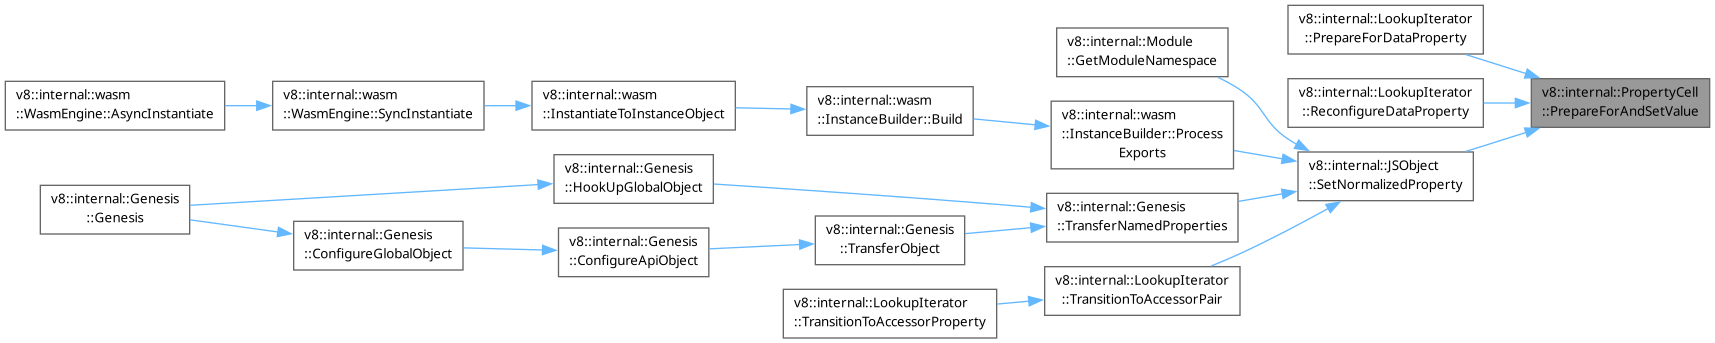 v8::internal::LookupIterator
::PrepareForDataProperty
v8::internal::Module
::GetModuleNamespace
v8::internal::wasm
::WasmEngine::AsyncInstantiate
v8::internal::wasm
::WasmEngine::SyncInstantiate
v8::internal::wasm
::InstantiateToInstanceObject
v8::internal::wasm
::InstanceBuilder::Build
v8::internal::wasm
::InstanceBuilder::Process
Exports
v8::internal::LookupIterator
::ReconfigureDataProperty
v8::internal::PropertyCell
::PrepareForAndSetValue
v8::internal::JSObject
::SetNormalizedProperty
v8::internal::Genesis
::HookUpGlobalObject
v8::internal::Genesis
::Genesis
v8::internal::Genesis
::ConfigureGlobalObject
v8::internal::Genesis
::ConfigureApiObject
v8::internal::Genesis
::TransferObject
v8::internal::Genesis
::TransferNamedProperties
v8::internal::LookupIterator
::TransitionToAccessorPair
v8::internal::LookupIterator
::TransitionToAccessorProperty